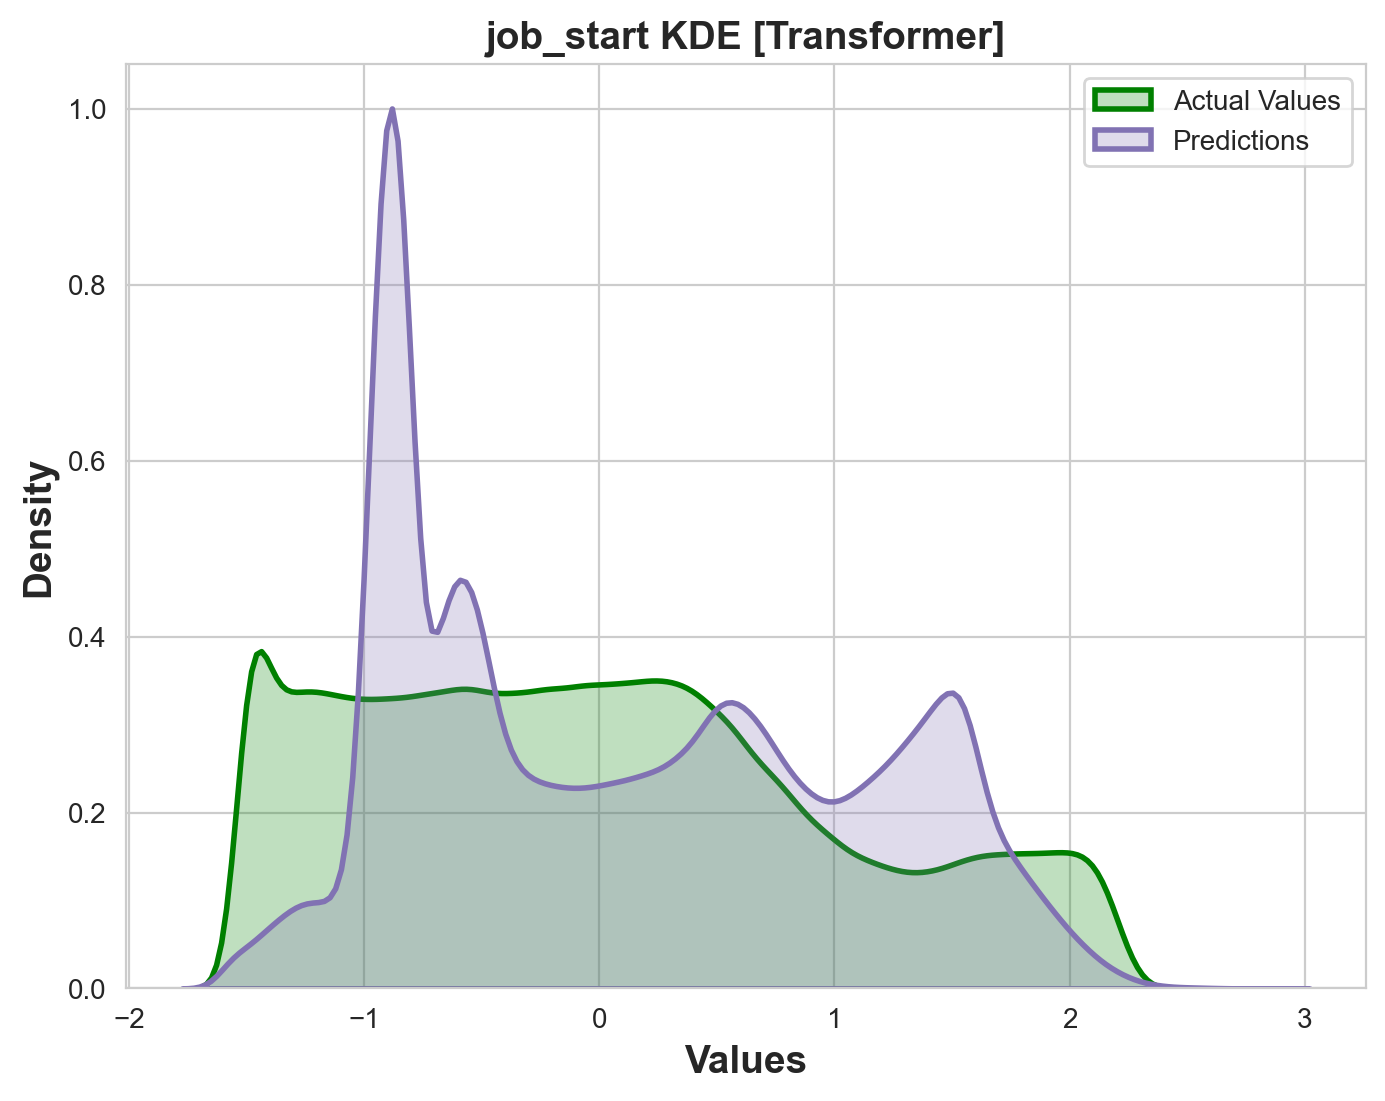 job_start KDE [Transformer]
Actual Values
Predictions
Density
1.0
0.8
0.6
0.4
0.2
0.0
−2
−1
0
1
2
3
Values